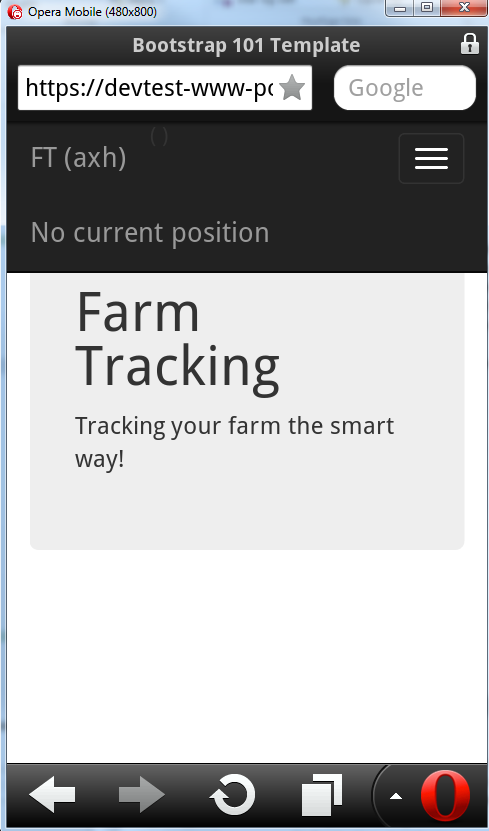 Opera Mobile (480x800)
Bootstrap 101 Template
https://devtest-www-po
Google
( )
FT (axh)
No current position
Farm
Tracking
Tracking your farm the smart
way!